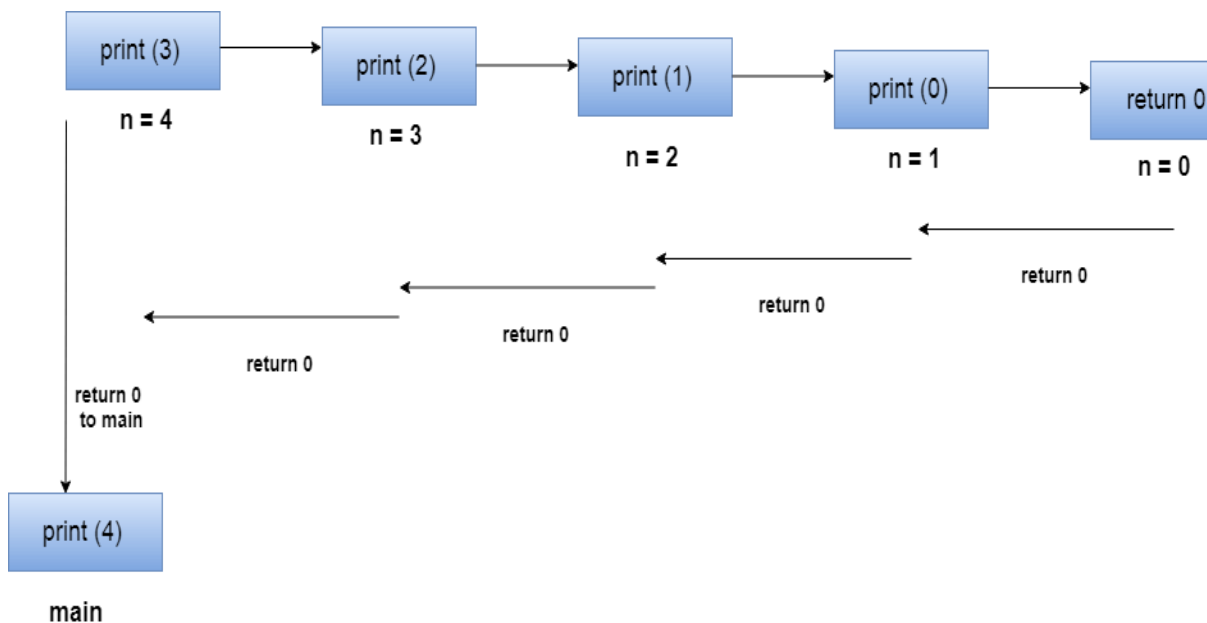 print (3)
print (2)
print (1)
print (0)
return 0
n = 4
n = 3
n = 2
n = 1
n = 0
return 0
return 0
return 0
return 0
return 0
to main
print (4)
main